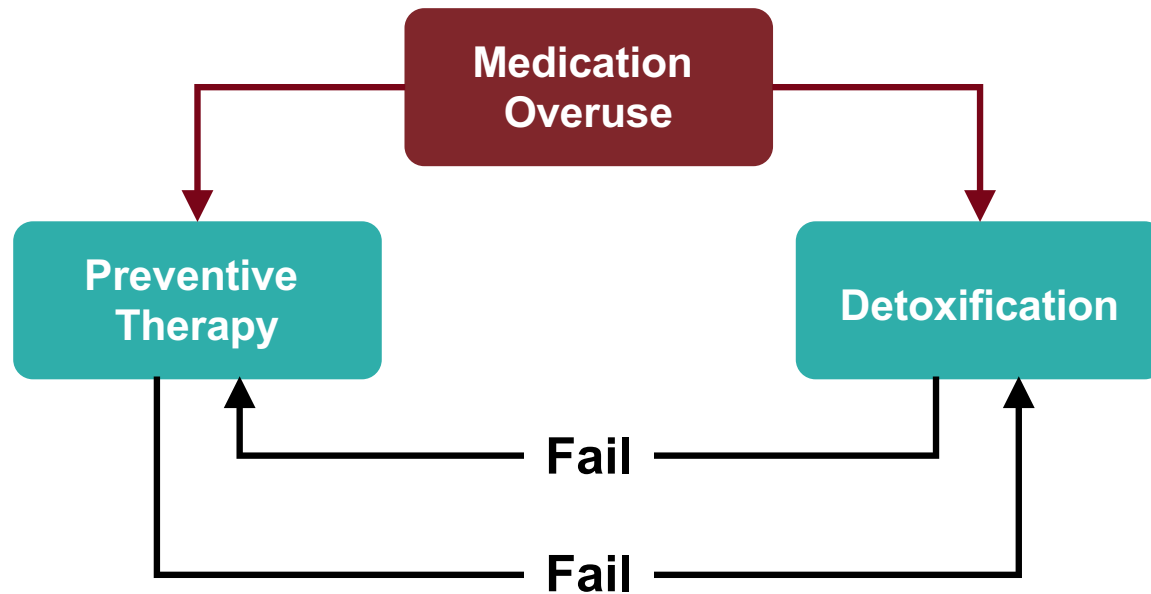 Medication
Overuse
Preventive
Therapy
Detoxification
Fail
Fail